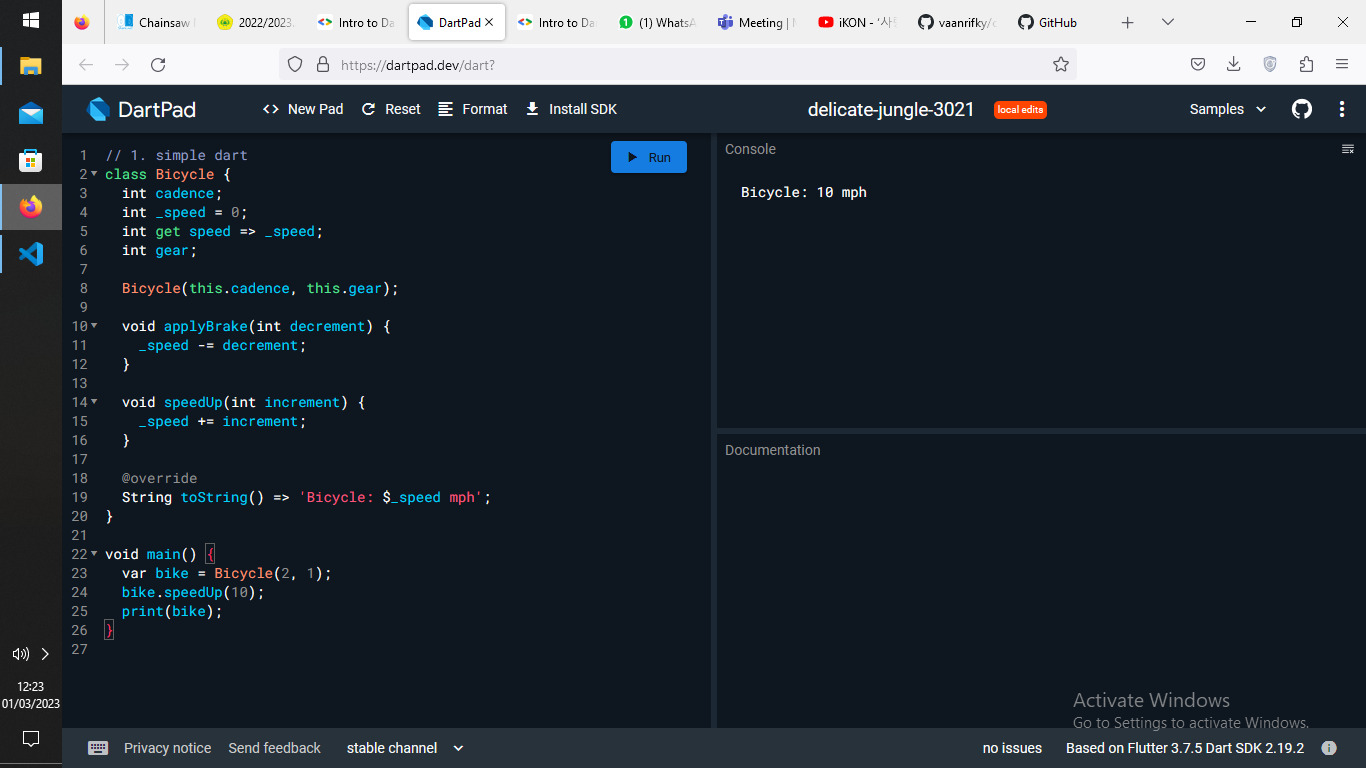 Chainsaw
2022/2023
Intro to Da
DartPad
Intro to Dar
(1) WhatsA
Meeting |
iKON - '사
vaanrifky/
GitHub
https://dartpad.dev/dart?
DartPad
<> New Pad
Reset
Format
Install SDK
delicate-jungle-3021
local edits
Samples
Run
1 // 1. simple dart
2 class Bicycle {
3 int cadence;
4 int _speed = 0;
5 int get speed => _speed;
6 int gear;
7
8 Bicycle(this.cadence, this.gear);
9
10 void applyBrake(int decrement) {
11 _speed -= decrement;
12 }
13
14 void speedUp(int increment) {
15 _speed += increment;
16 }
17
18 @override
19 String toString() => 'Bicycle: $_speed mph';
20 }
21
22 void main() {
23 var bike = Bicycle(2, 1);
24 bike.speedUp(10);
25 print(bike);
26 }
27
Console
Bicycle: 10 mph
Documentation
Activate Windows
Go to Settings to activate Windows.
12:23
01/03/2023
Privacy notice
Send feedback
stable channel
no issues
Based on Flutter 3.7.5 Dart SDK 2.19.2